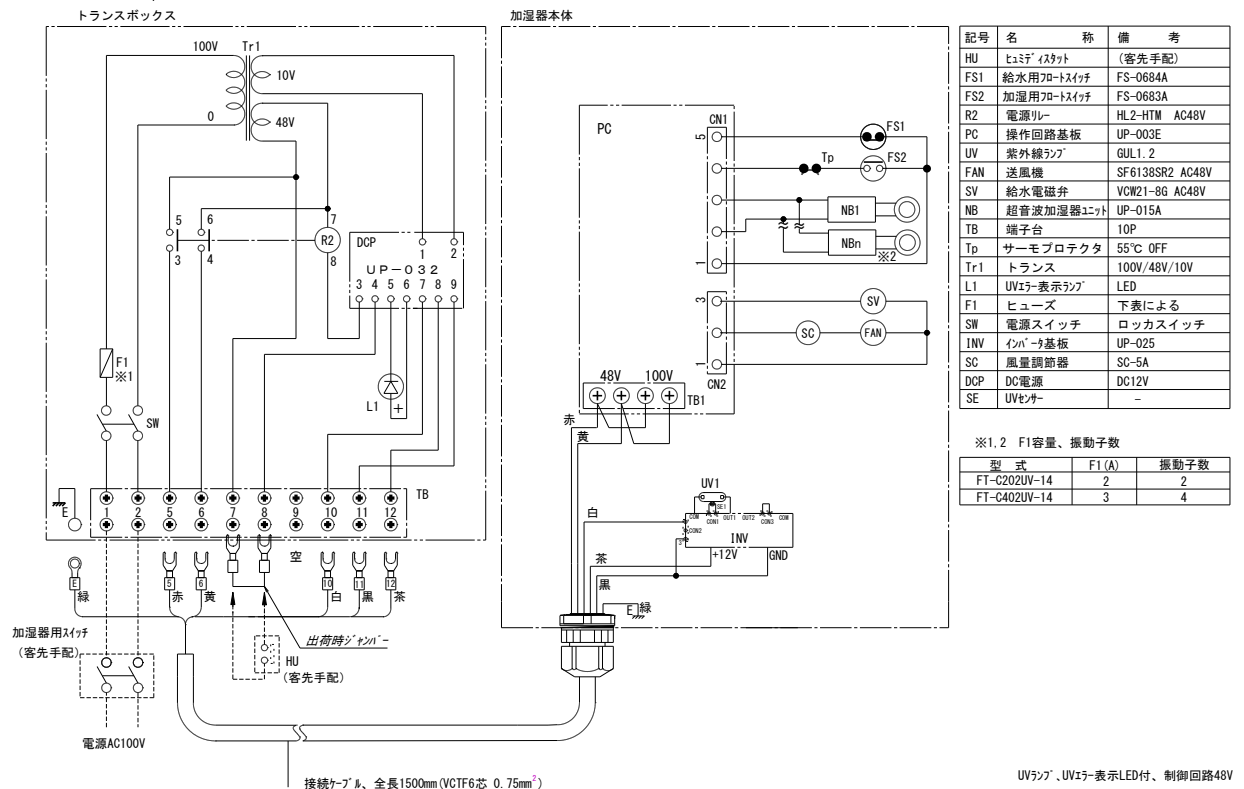 トランスボックス
加湿器本体
100V Tr1
10V
0
48V
5 6
3 4
7
R2
8
DCP
1 2
UP-032
3 4 5 6 7 8 9
F1
※1
L1
+
SW
TB
E
1 2 5 6 7 8 9 10 11 12
空
E 5 6 10 11 12
緑 赤 黄 白 黒 茶
出荷時ｼﾞｬﾝﾊﾟｰ
加湿器用ｽｲｯﾁ
(客先手配)
HU
(客先手配)
電源AC100V
接続ｹｰﾌﾞﾙ、全長1500mm(VCTF6芯 0.75mm²)
PC
CN1
5
FS1
Tp
FS2
NB1
NBn
※2
1
3
SV
SC
FAN
1
CN2
48V 100V
TB1
赤
黄
UV1
SE1
COM CON1 OUT1 OUT2 CON3 COM
CON2
3
INV
白
+12V GND
茶
黒
E 緑
記号 名 称 備 考
HU ﾋｭﾐﾃﾞｨｽﾀｯﾄ (客先手配)
FS1 給水用ﾌﾛｰﾄｽｲｯﾁ FS-0684A
FS2 加湿用ﾌﾛｰﾄｽｲｯﾁ FS-0683A
R2 電源ﾘﾚｰ HL2-HTM AC48V
PC 操作回路基板 UP-003E
UV 紫外線ﾗﾝﾌﾟ GUL1.2
FAN 送風機 SF6138SR2 AC48V
SV 給水電磁弁 VCW21-8G AC48V
NB 超音波加湿器ﾕﾆｯﾄ UP-015A
TB 端子台 10P
Tp サーモプロテクタ 55℃ OFF
Tr1 トランス 100V/48V/10V
L1 UVｴﾗｰ表示ﾗﾝﾌﾟ LED
F1 ヒューズ 下表による
SW 電源スイッチ ロッカスイッチ
INV ｲﾝﾊﾞｰﾀ基板 UP-025
SC 風量調節器 SC-5A
DCP DC電源 DC12V
SE UVｾﾝｻｰ -
※1,2 F1容量、振動子数
型 式 F1(A) 振動子数
FT-C202UV-14 2 2
FT-C402UV-14 3 4
UVﾗﾝﾌﾟ、UVｴﾗｰ表示LED付、制御回路48V